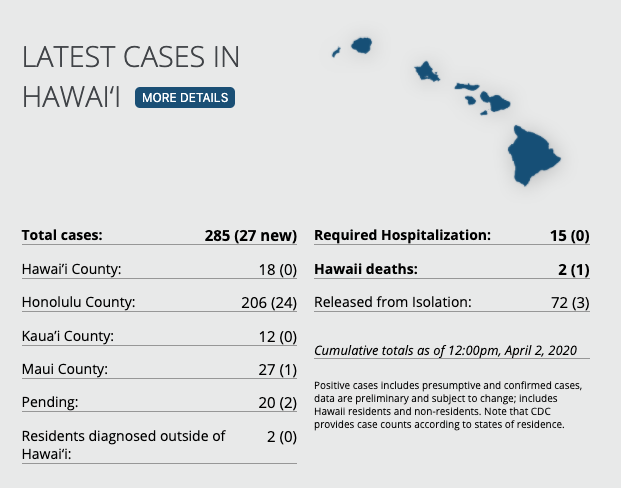 LATEST CASES IN
HAWAI‘I MORE DETAILS
Total cases: 285 (27 new)
Hawai‘i County: 18 (0)
Honolulu County: 206 (24)
Kaua‘i County: 12 (0)
Maui County: 27 (1)
Pending: 20 (2)
Residents diagnosed outside of
Hawai‘i: 2 (0)
Required Hospitalization: 15 (0)
Hawaii deaths: 2 (1)
Released from Isolation: 72 (3)
Cumulative totals as of 12:00pm, April 2, 2020
Positive cases includes presumptive and confirmed cases,
data are preliminary and subject to change; includes
Hawaii residents and non-residents. Note that CDC
provides case counts according to states of residence.